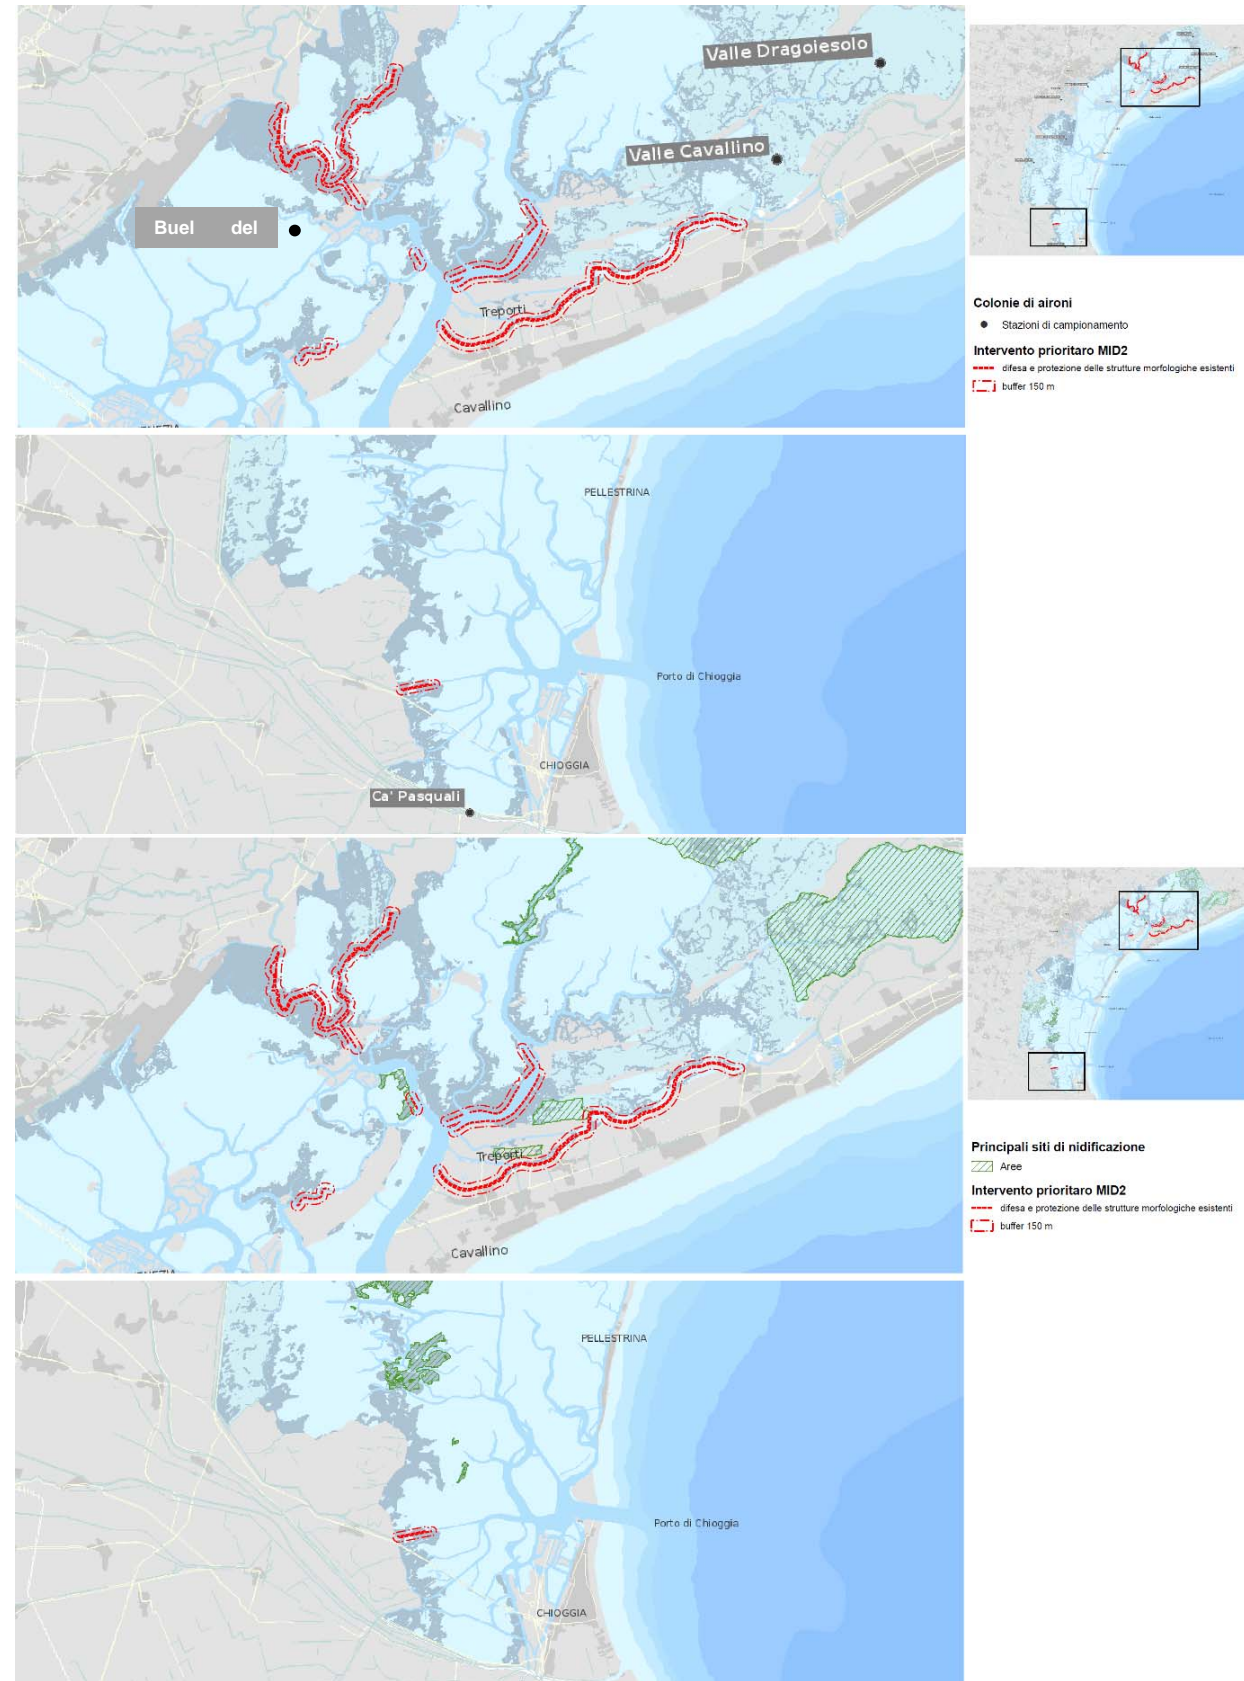 Valle Dragojesolo
Valle Cavallino
Buel del
Treporti
Cavallino
Colonie di aironi
Stazioni di campionamento
Intervento prioritaro MID2
difesa e protezione delle strutture morfologiche esistenti
buffer 150 m
PELLESTRINA
Porto di Chioggia
CHIOGGIA
Ca' Pasquali
Treporti
Cavallino
Principali siti di nidificazione
Aree
Intervento prioritaro MID2
difesa e protezione delle strutture morfologiche esistenti
buffer 150 m
PELLESTRINA
Porto di Chioggia
CHIOGGIA